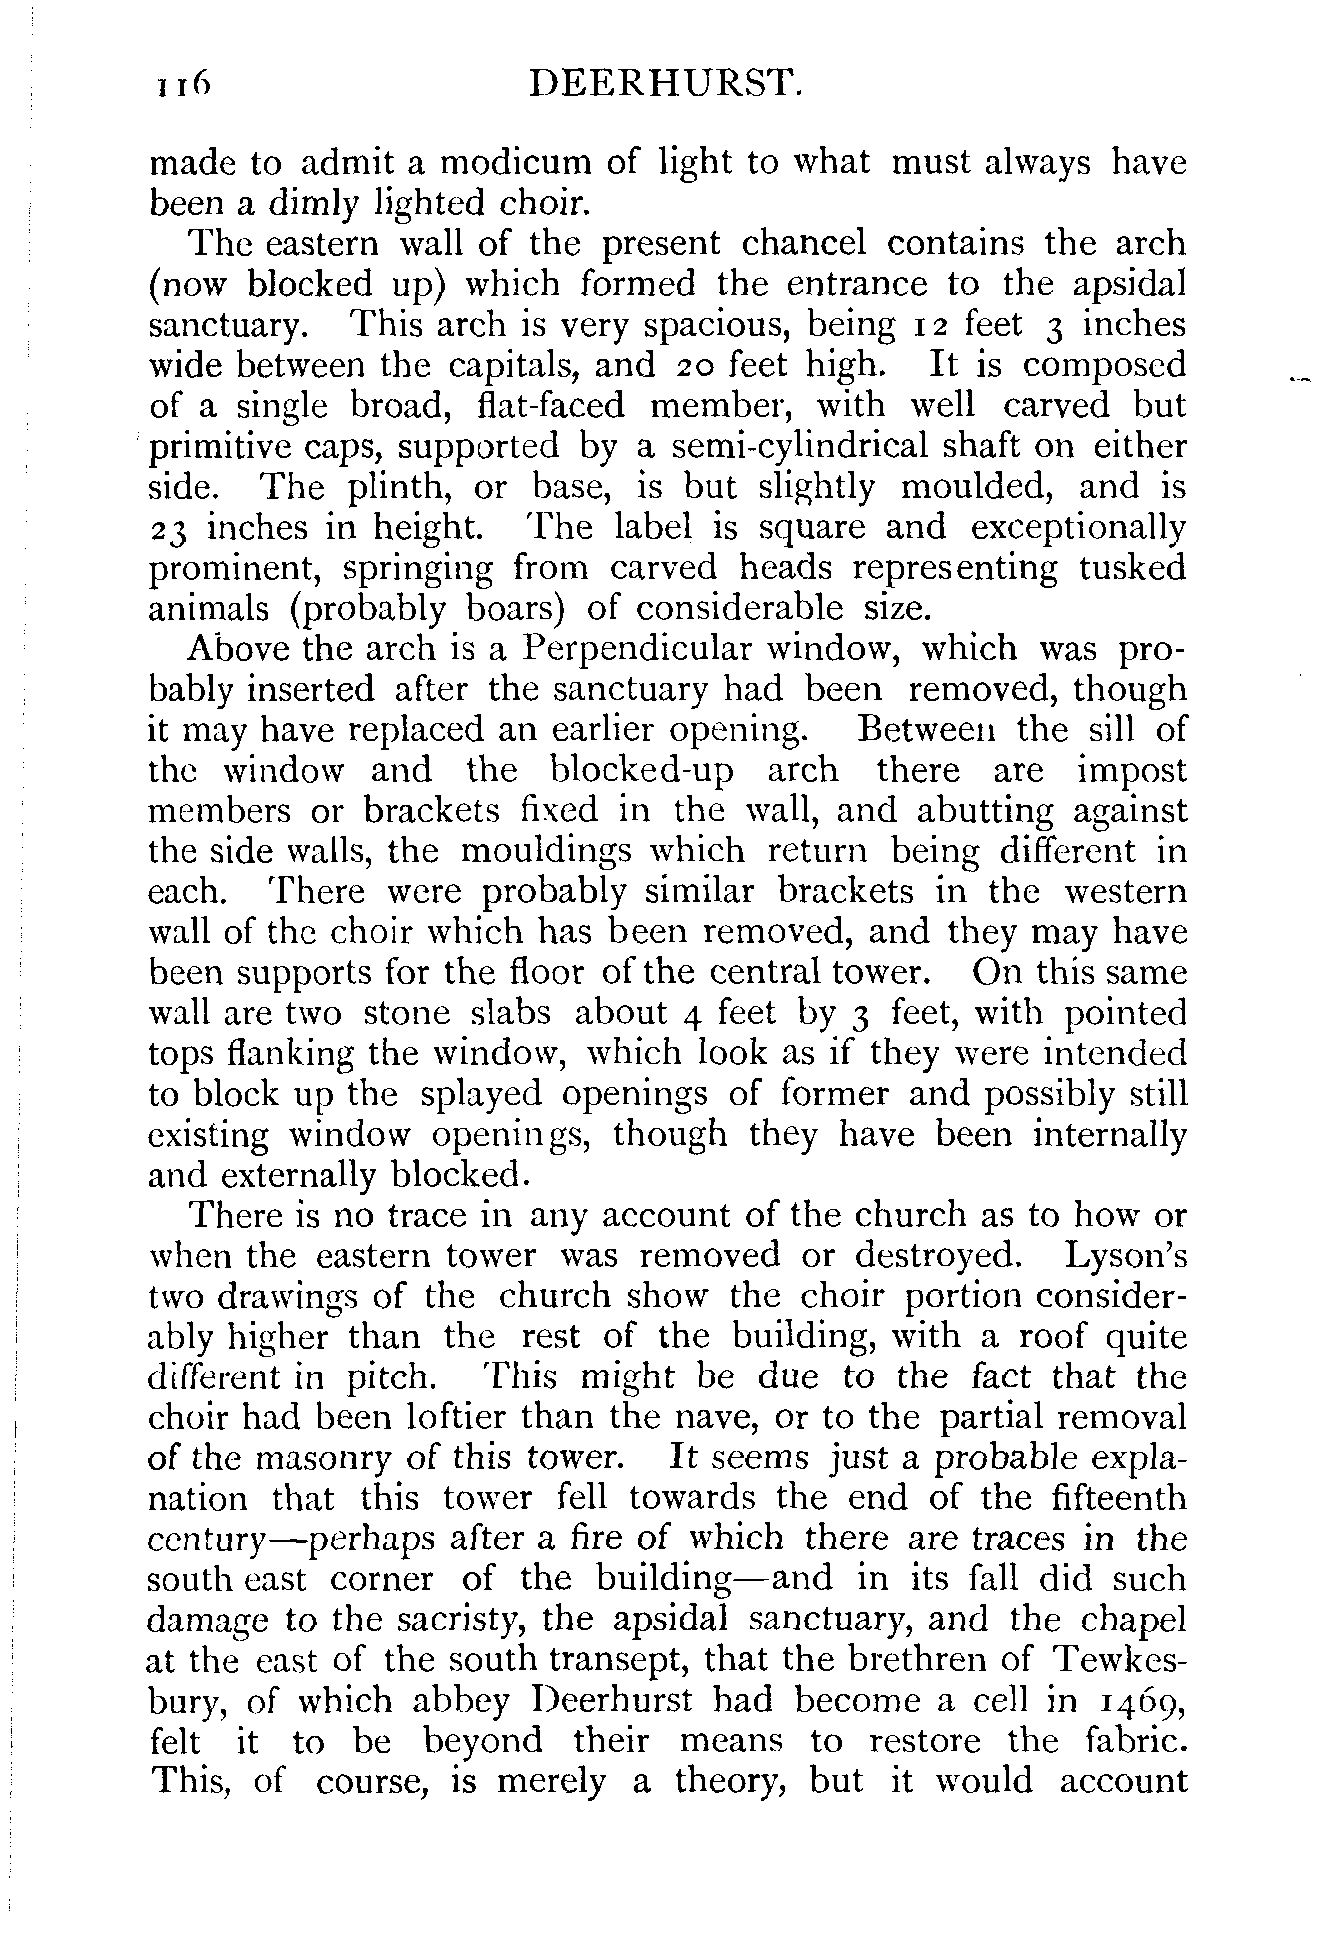 116 DEERHURST.
made to admit a modicum of light to what must always have
been a dimly lighted choir.
The eastern wall of the present chancel contains the arch
(now blocked up) which formed the entrance to the apsidal
sanctuary. This arch is very spacious, being 12 feet 3 inches
wide between the capitals, and 20 feet high. It is composed
of a single broad, flat-faced member, with well carved but
primitive caps, supported by a semi-cylindrical shaft on either
side. The plinth, or base, is but slightly moulded, and is
23 inches in height. The label is square and exceptionally
prominent, springing from carved heads representing tusked
animals (probably boars) of considerable size.
Above the arch is a Perpendicular window, which was pro-
bably inserted after the sanctuary had been removed, though
it may have replaced an earlier opening. Between the sill of
the window and the blocked-up arch there are impost
members or brackets fixed in the wall, and abutting against
the side walls, the mouldings which return being different in
each. There were probably similar brackets in the western
wall of the choir which has been removed, and they may have
been supports for the floor of the central tower. On this same
wall are two stone slabs about 4 feet by 3 feet, with pointed
tops flanking the window, which look as if they were intended
to block up the splayed openings of former and possibly still
existing window openings, though they have been internally
and externally blocked.
There is no trace in any account of the church as to how or
when the eastern tower was removed or destroyed. Lyson's
two drawings of the church show the choir portion consider-
ably higher than the rest of the building, with a roof quite
different in pitch. This might be due to the fact that the
choir had been loftier than the nave, or to the partial removal
of the masonry of this tower. It seems just a probable expla-
nation that this tower fell towards the end of the fifteenth
century—perhaps after a fire of which there are traces in the
south east corner of the building—and in its fall did such
damage to the sacristy, the apsidal sanctuary, and the chapel
at the east of the south transept, that the brethren of Tewkes-
bury, of which abbey Deerhurst had become a cell in 1469,
felt it to be beyond their means to restore the fabric.
This, of course, is merely a theory, but it would account